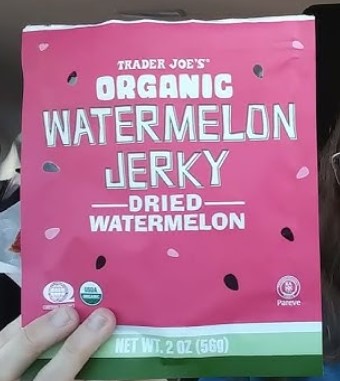 TRADER JOE'S®
ORGANIC
WATERMELON
JERKY
DRIED
WATERMELON
USDA
ORGANIC
Pareve
NET WT. 2 OZ (56g)